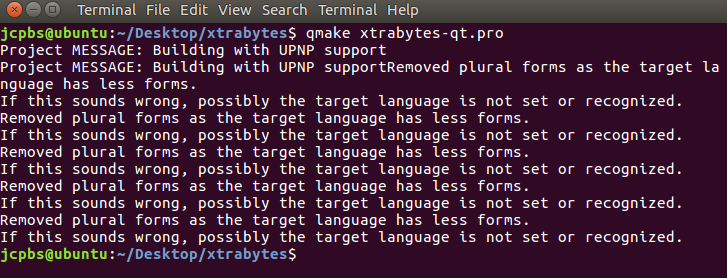 Terminal File Edit View Search Terminal Help
jcpbs@ubuntu:~/Desktop/xtrabytes$ qmake xtrabytes-qt.pro
Project MESSAGE: Building with UPNP support
Project MESSAGE: Building with UPNP supportRemoved plural forms as the target la
nguage has less forms.
If this sounds wrong, possibly the target language is not set or recognized.
Removed plural forms as the target language has less forms.
If this sounds wrong, possibly the target language is not set or recognized.
Removed plural forms as the target language has less forms.
If this sounds wrong, possibly the target language is not set or recognized.
Removed plural forms as the target language has less forms.
If this sounds wrong, possibly the target language is not set or recognized.
Removed plural forms as the target language has less forms.
If this sounds wrong, possibly the target language is not set or recognized.
jcpbs@ubuntu:~/Desktop/xtrabytes$